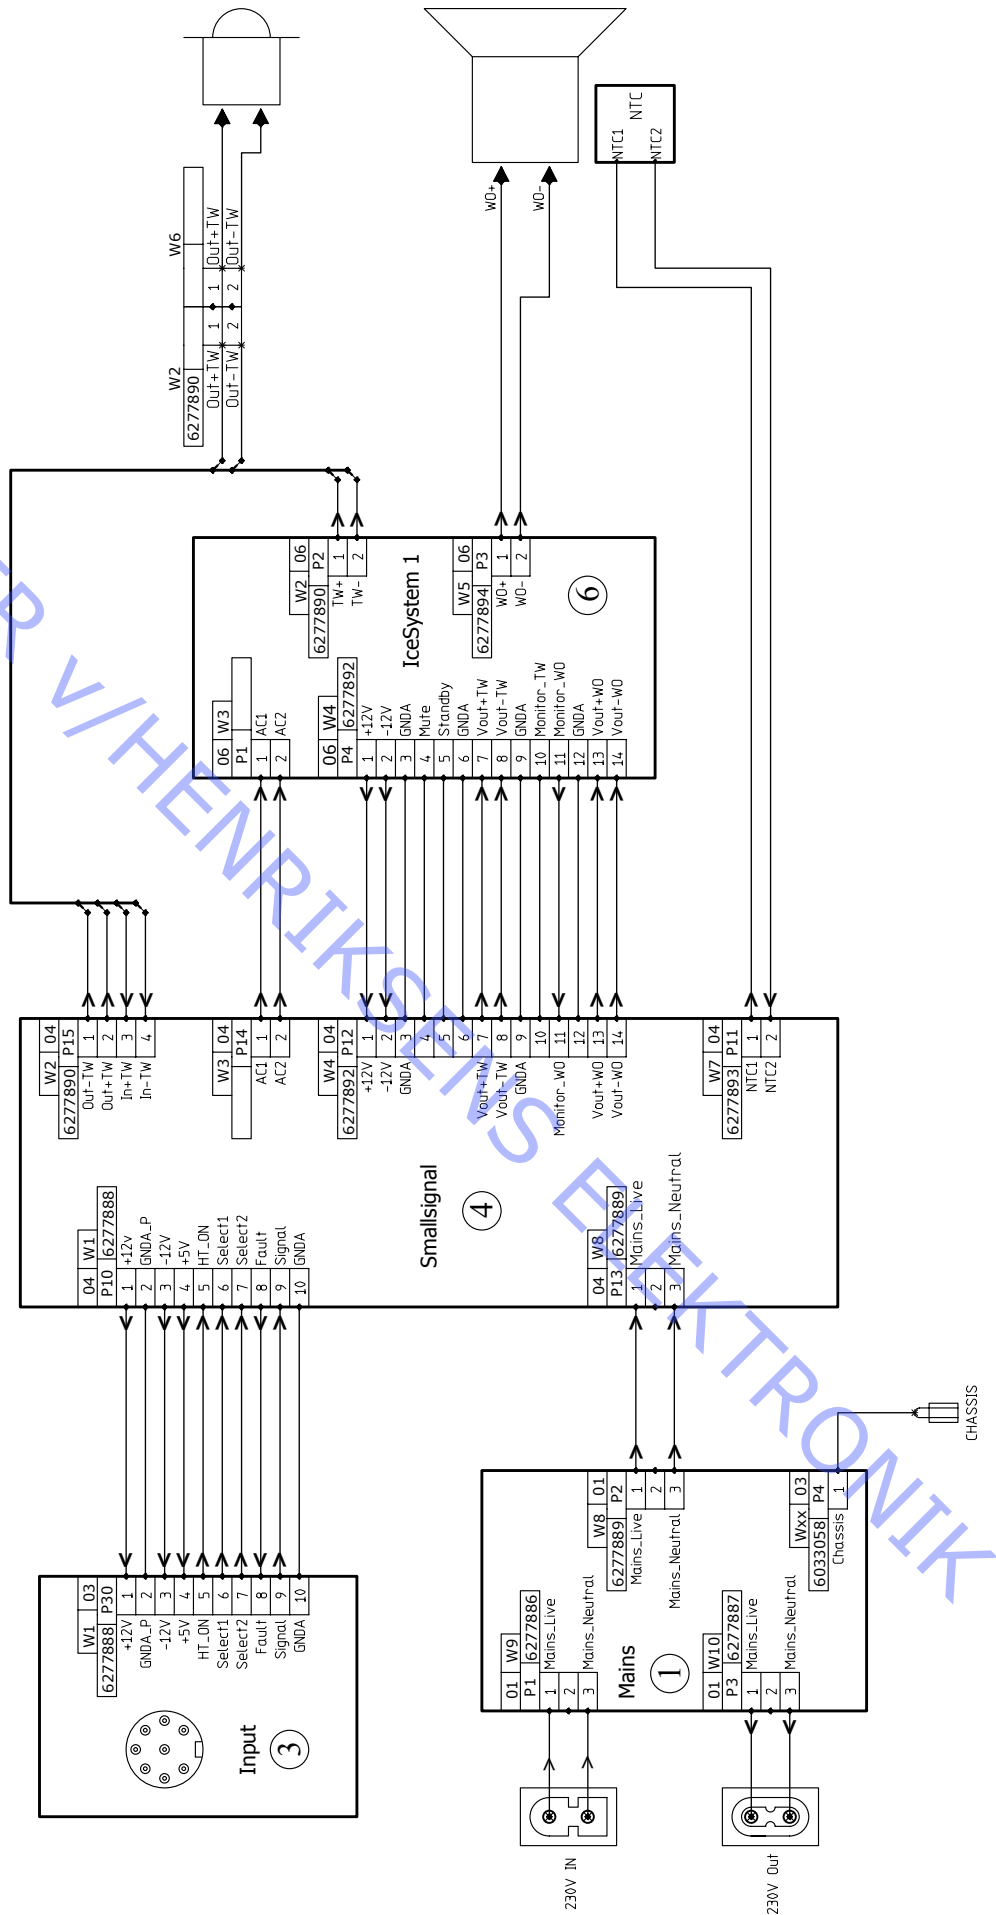 W6
Out+TW
Out-TW
1
2
W2
6277890
Out+TW
Out-TW
1
2
WO+
WO-
NTC
NTC1
NTC2
IceSystem 1
6
W2 06
6277890 P2
TW+ 1
TW- 2
W5 06
6277894 P3
WO+ 1
WO- 2
06 W3
P1
1 AC1
2 AC2
06 W4
P4 6277892
1 +12V
2 -12V
3 GNDA
4 Mute
5 Standby
6 GNDA
7 Vout+TW
8 Vout-TW
9 GNDA
10 Monitor_TW
11 Monitor_WO
12 GNDA
13 Vout+WO
14 Vout-WO
Smallsignal
4
W2 04
6277890 P15
Out-TW 1
Out+TW 2
In+TW 3
In-TW 4
W3 04
P14
AC1 1
AC2 2
W4 04
6277892 P12
+12V 1
-12V 2
GNDA 3
4
5
6
Vout+TW 7
Vout-TW 8
GNDA 9
10
Monitor_WO 11
12
Vout+WO 13
Vout-WO 14
W7 04
6277893 P11
NTC1 1
NTC2 2
04 W1
P10 6277888
1 +12v
2 GNDA_P
3 -12V
4 +5V
5 HT_ON
6 Select1
7 Select2
8 Fault
9 Signal
10 GNDA
04 W8
P13 6277889
1 Mains_Live
2
3 Mains_Neutral
Input
3
W1 03
6277888 P30
+12V 1
GNDA_P 2
-12V 3
+5V 4
HT_ON 5
Select1 6
Select2 7
Fault 8
Signal 9
GNDA 10
Mains
1
W8 01
6277889 P2
Mains_Live 1
2
Mains_Neutral 3
Wxx 03
6033058 P4
Chassis 1
CHASSIS
01 W9
P1 6277886
1 Mains_Live
2
3 Mains_Neutral
01 W10
P3 6277887
1 Mains_Live
2
3 Mains_Neutral
230V IN
230V Out
R v/HENRIKSENS ELEKTRONIK